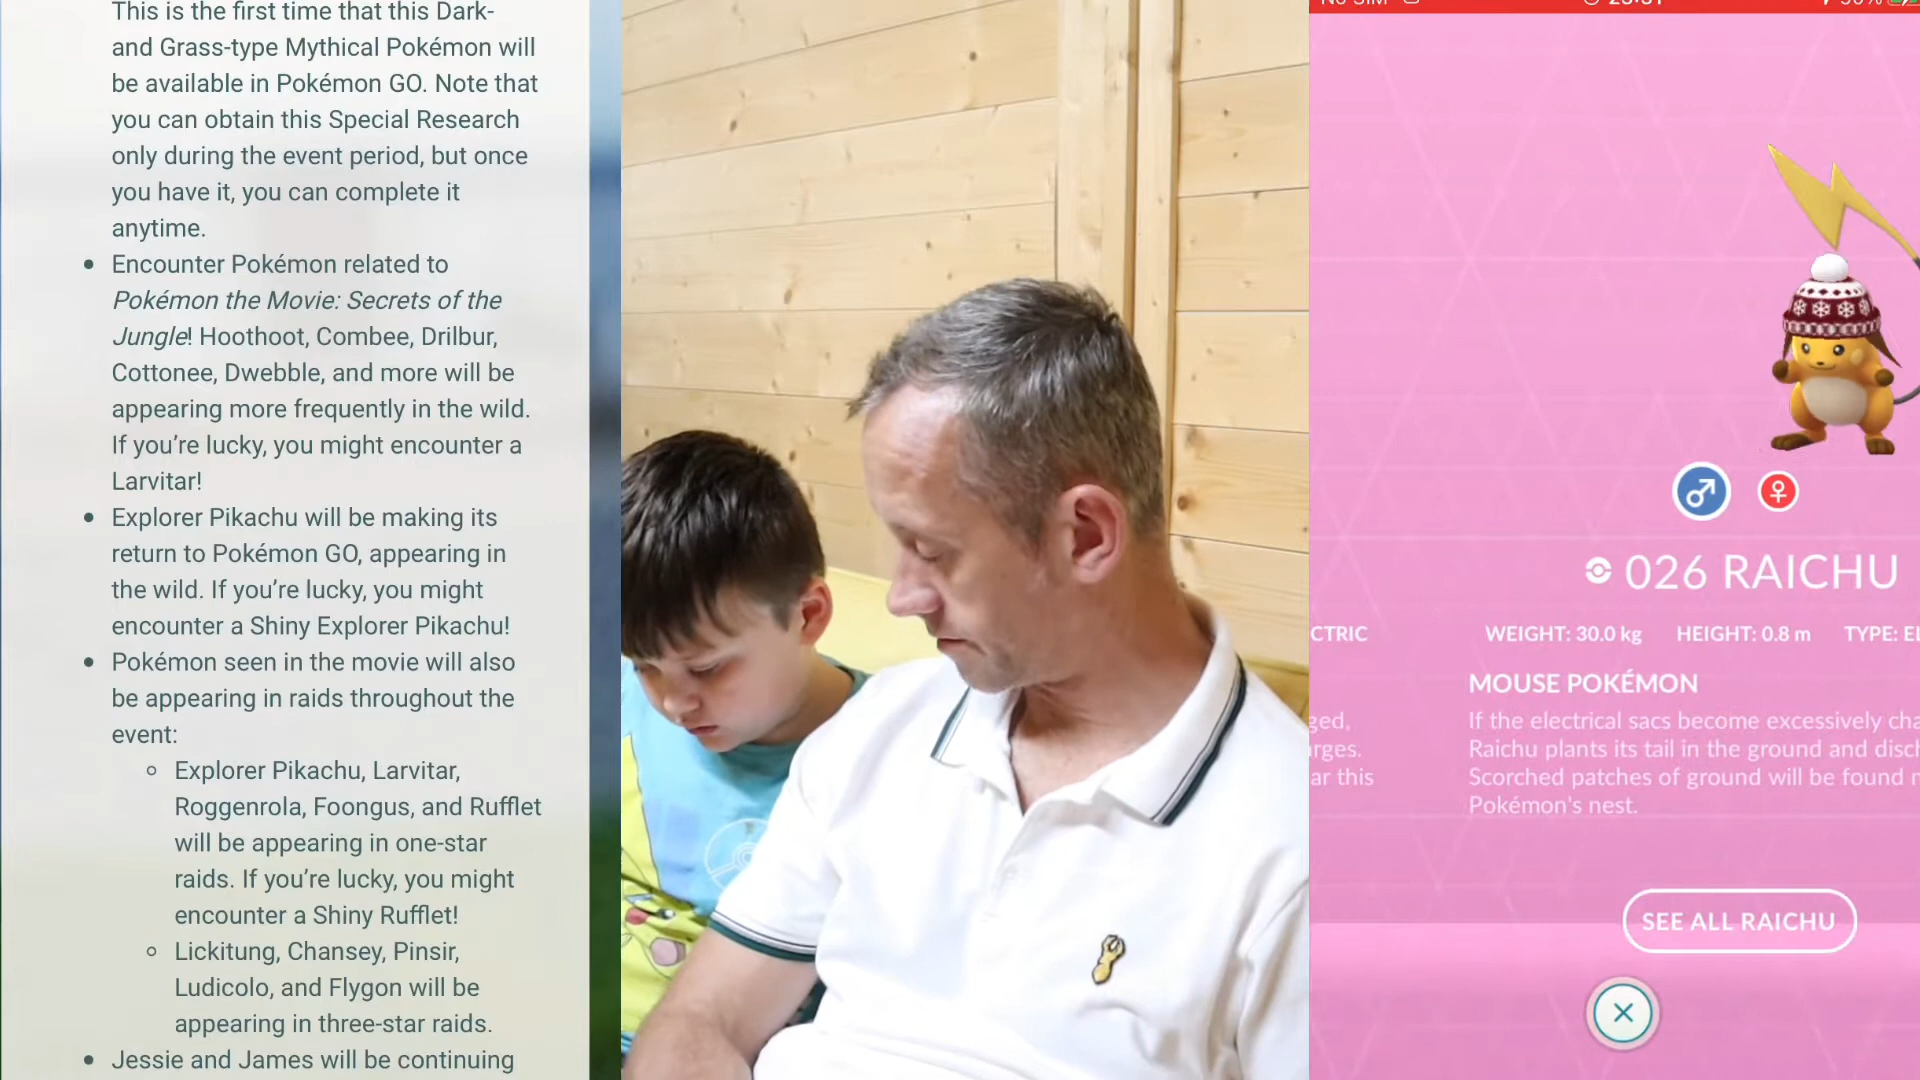 This is the first time that this Dark-
and Grass-type Mythical Pokémon will
be available in Pokémon GO. Note that
you can obtain this Special Research
only during the event period, but once
you have it, you can complete it
anytime.
Encounter Pokémon related to
Pokémon the Movie: Secrets of the
Jungle! Hoothoot, Combee, Drilbur,
Cottonee, Dwebble, and more will be
appearing more frequently in the wild.
If you’re lucky, you might encounter a
Larvitar!
Explorer Pikachu will be making its
return to Pokémon GO, appearing in
the wild. If you’re lucky, you might
encounter a Shiny Explorer Pikachu!
Pokémon seen in the movie will also
be appearing in raids throughout the
event:
Explorer Pikachu, Larvitar,
Roggenrola, Foongus, and Rufflet
will be appearing in one-star
raids. If you’re lucky, you might
encounter a Shiny Rufflet!
Lickitung, Chansey, Pinsir,
Ludicolo, and Flygon will be
appearing in three-star raids.
Jessie and James will be continuing
No SIM
026 RAICHU
WEIGHT: 30.0 kg HEIGHT: 0.8 m TYPE:
MOUSE POKÉMON
If the electrical sacs become excessively
Raichu plants its tail in the ground and
Scorched patches of ground will be found
Pokémon's nest.
ar this
SEE ALL RAICHU